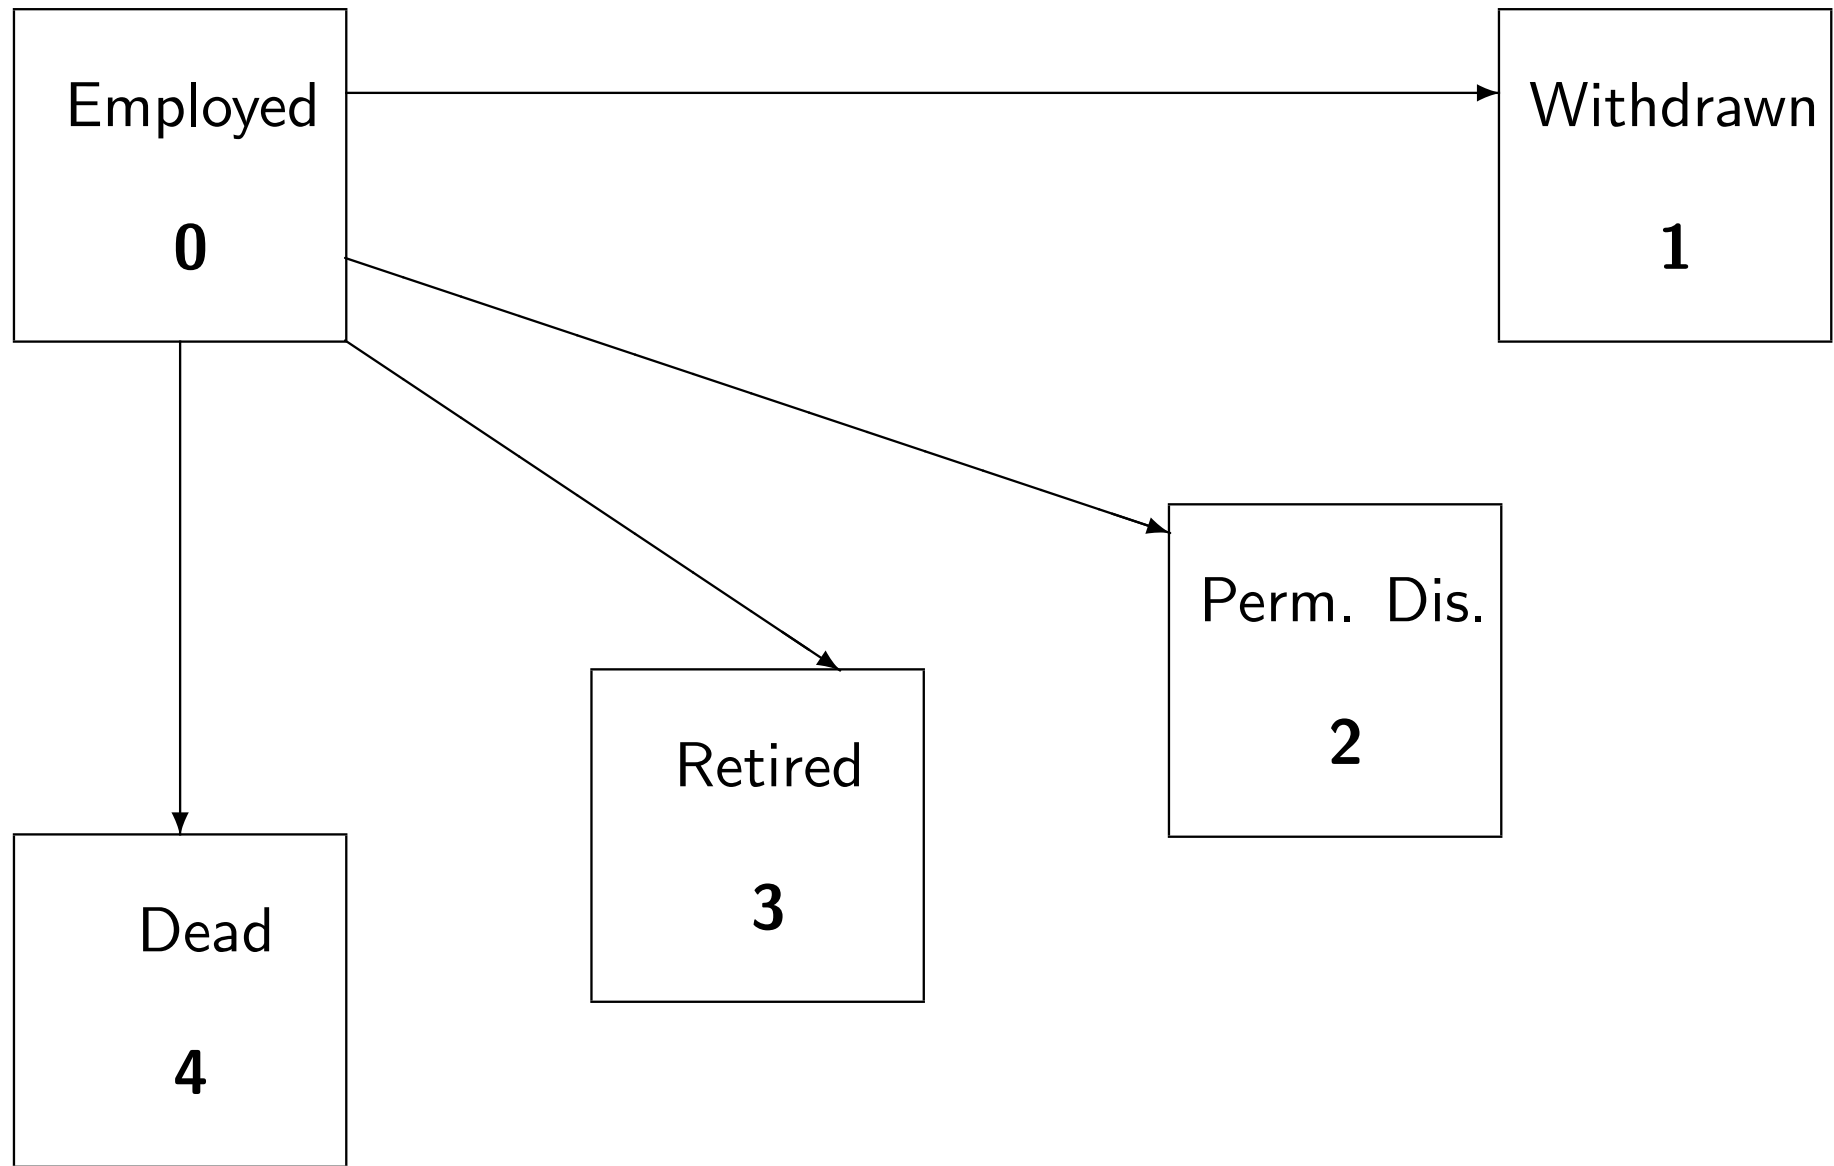 Employed
0
Withdrawn
1
Perm. Dis.
2
Retired
3
Dead
4